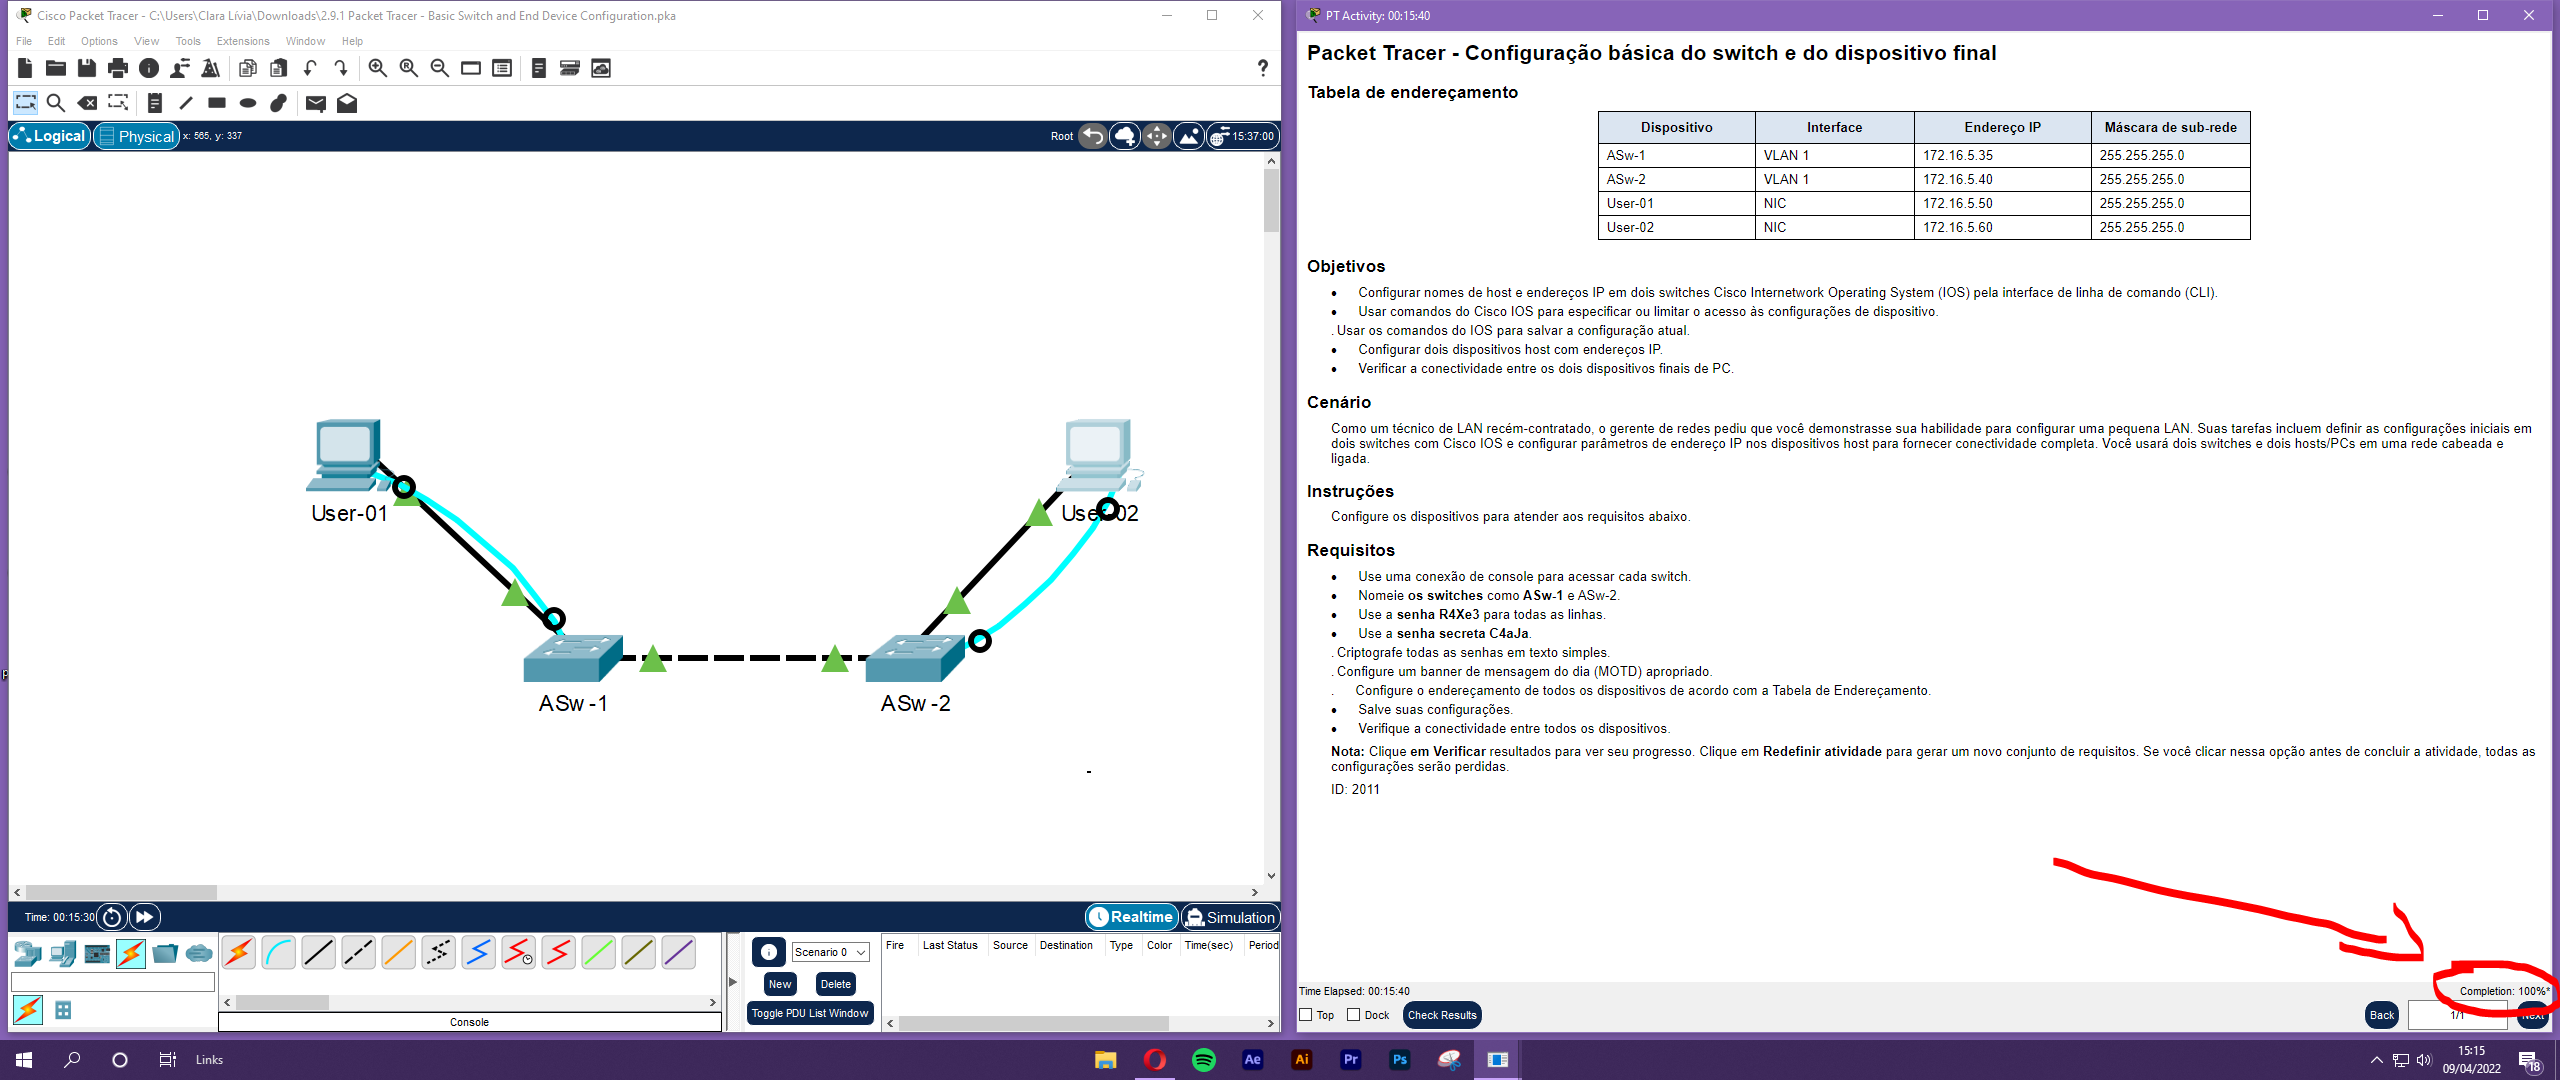 Cisco Packet Tracer - C:\Users\Clara Lívia\Downloads\2.9.1 Packet Tracer - Basic Switch and End Device Configuration.pka
File Edit Options View Tools Extensions Window Help
Logical Physical x: 565, y: 337
Root 15:37:00
User-01
User-02
ASw-1
ASw-2
Time: 00:15:30
Realtime Simulation
Scenario 0
New Delete
Toggle PDU List Window
Fire Last Status Source Destination Type Color Time(sec) Period
Console
PT Activity: 00:15:40
Packet Tracer - Configuração básica do switch e do dispositivo final
Tabela de endereçamento
Dispositivo Interface Endereço IP Máscara de sub-rede
ASw-1 VLAN 1 172.16.5.35 255.255.255.0
ASw-2 VLAN 1 172.16.5.40 255.255.255.0
User-01 NIC 172.16.5.50 255.255.255.0
User-02 NIC 172.16.5.60 255.255.255.0
Objetivos
• Configurar nomes de host e endereços IP em dois switches Cisco Internetwork Operating System (IOS) pela interface de linha de comando (CLI).
• Usar comandos do Cisco IOS para especificar ou limitar o acesso às configurações de dispositivo.
. Usar os comandos do IOS para salvar a configuração atual.
• Configurar dois dispositivos host com endereços IP.
• Verificar a conectividade entre os dois dispositivos finais de PC.
Cenário
Como um técnico de LAN recém-contratado, o gerente de redes pediu que você demonstrasse sua habilidade para configurar uma pequena LAN. Suas tarefas incluem definir as configurações iniciais em
dois switches com Cisco IOS e configurar parâmetros de endereço IP nos dispositivos host para fornecer conectividade completa. Você usará dois switches e dois hosts/PCs em uma rede cabeada e
ligada.
Instruções
Configure os dispositivos para atender aos requisitos abaixo.
Requisitos
• Use uma conexão de console para acessar cada switch.
• Nomeie os switches como ASw-1 e ASw-2.
• Use a senha R4Xe3 para todas as linhas.
• Use a senha secreta C4aJa.
. Criptografe todas as senhas em texto simples.
. Configure um banner de mensagem do dia (MOTD) apropriado.
. Configure o endereçamento de todos os dispositivos de acordo com a Tabela de Endereçamento.
• Salve suas configurações.
• Verifique a conectividade entre todos os dispositivos.
Nota: Clique em Verificar resultados para ver seu progresso. Clique em Redefinir atividade para gerar um novo conjunto de requisitos. Se você clicar nessa opção antes de concluir a atividade, todas as
configurações serão perdidas.
ID: 2011
Time Elapsed: 00:15:40 Completion: 100%*
Top Dock Check Results Back 1/1 Next
Links
Ae Ai Pr Ps
15:15
09/04/2022
18